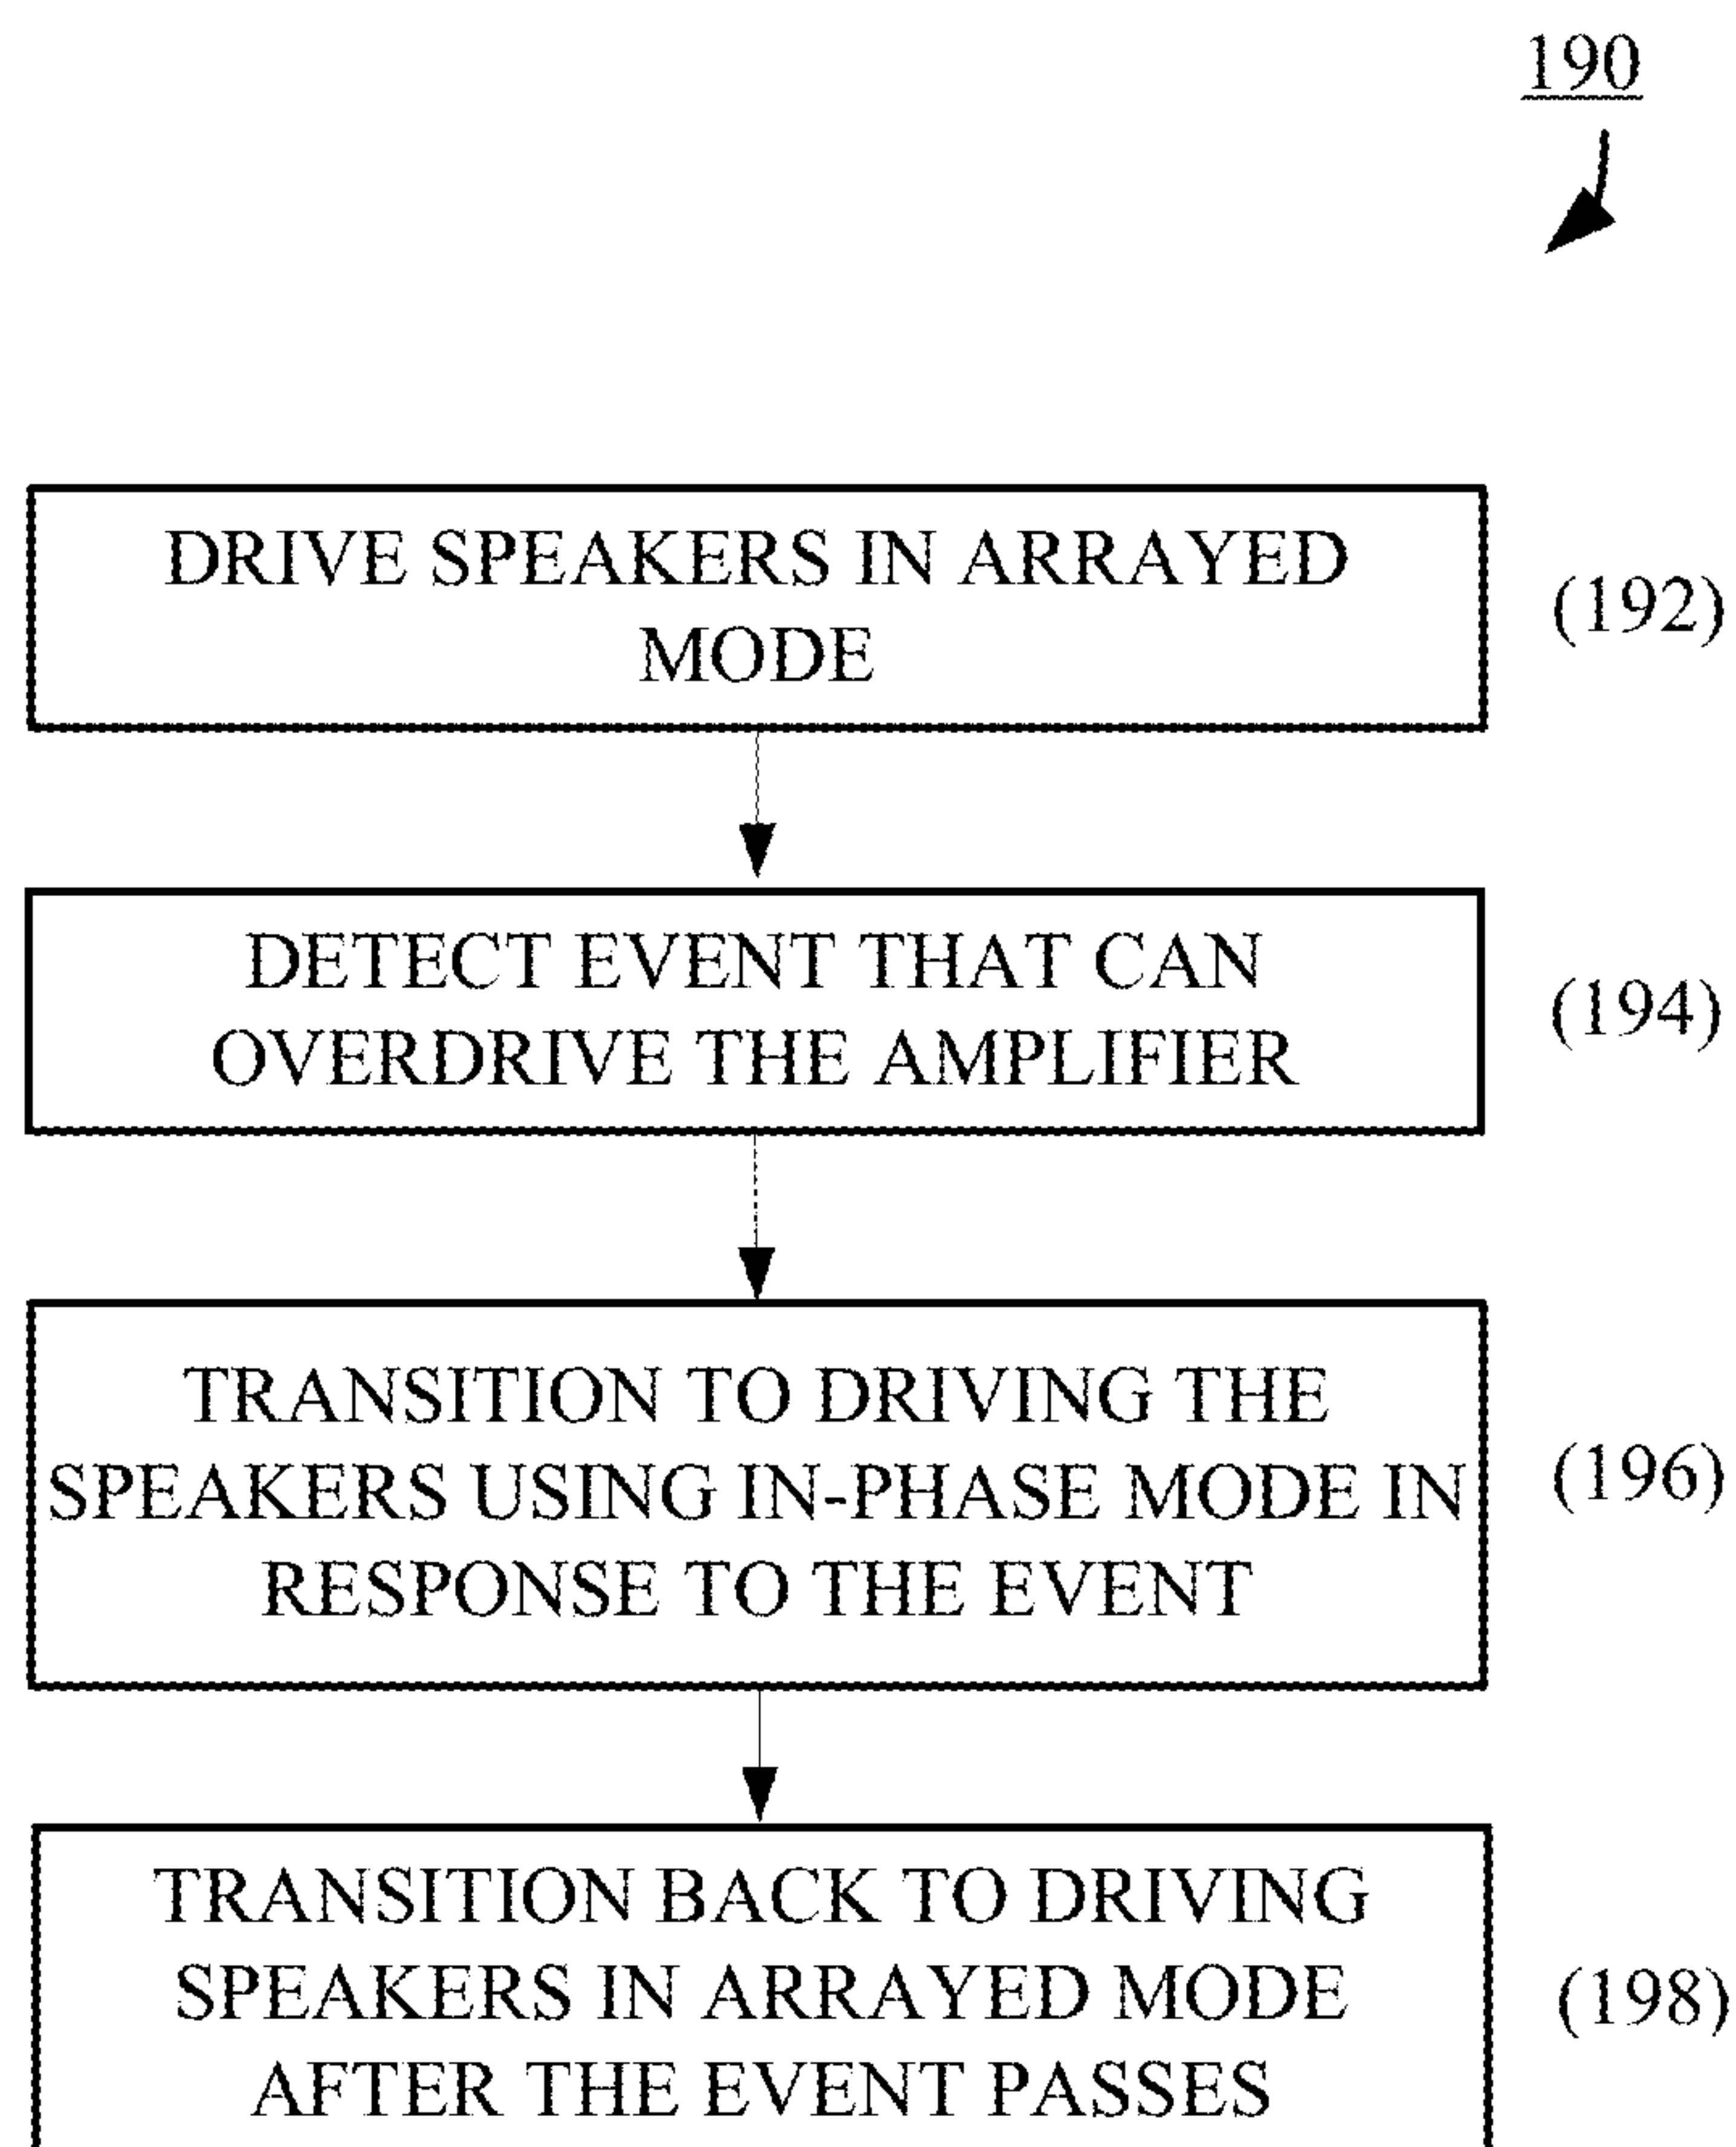 190
DRIVE SPEAKERS IN ARRAYED
MODE
(192)
DETECT EVENT THAT CAN
OVERDRIVE THE AMPLIFIER
(194)
TRANSITION TO DRIVING THE
SPEAKERS USING IN-PHASE MODE IN
RESPONSE TO THE EVENT
(196)
TRANSITION BACK TO DRIVING
SPEAKERS IN ARRAYED MODE
AFTER THE EVENT PASSES
(198)